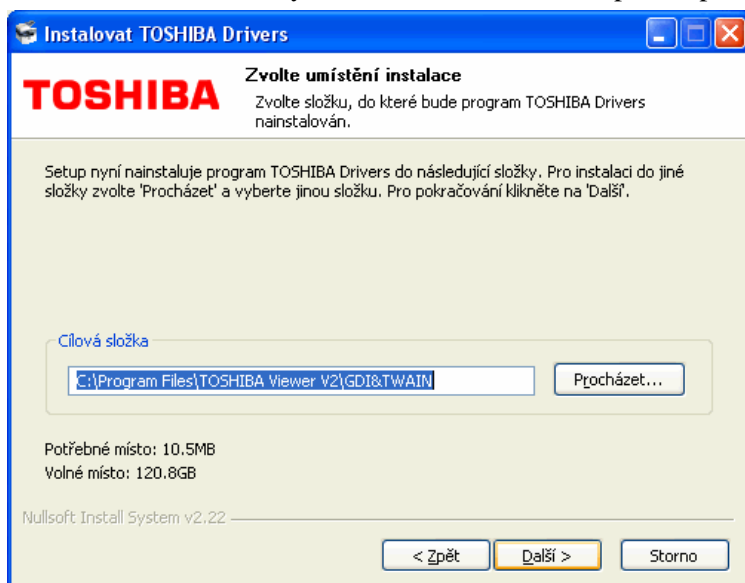 Instalovat TOSHIBA Drivers
TOSHIBA
Zvolte umístění instalace
Zvolte složku, do které bude program TOSHIBA Drivers
nainstalován.
Setup nyní nainstaluje program TOSHIBA Drivers do následující složky. Pro instalaci do jiné
složky zvolte 'Procházet' a vyberte jinou složku. Pro pokračování klikněte na 'Další'.
Cílová složka
C:\Program Files\TOSHIBA Viewer V2\GDI&TWAIN
Procházet...
Potřebné místo: 10.5MB
Volné místo: 120.8GB
Nullsoft Install System v2.22
< Zpět
Další >
Storno